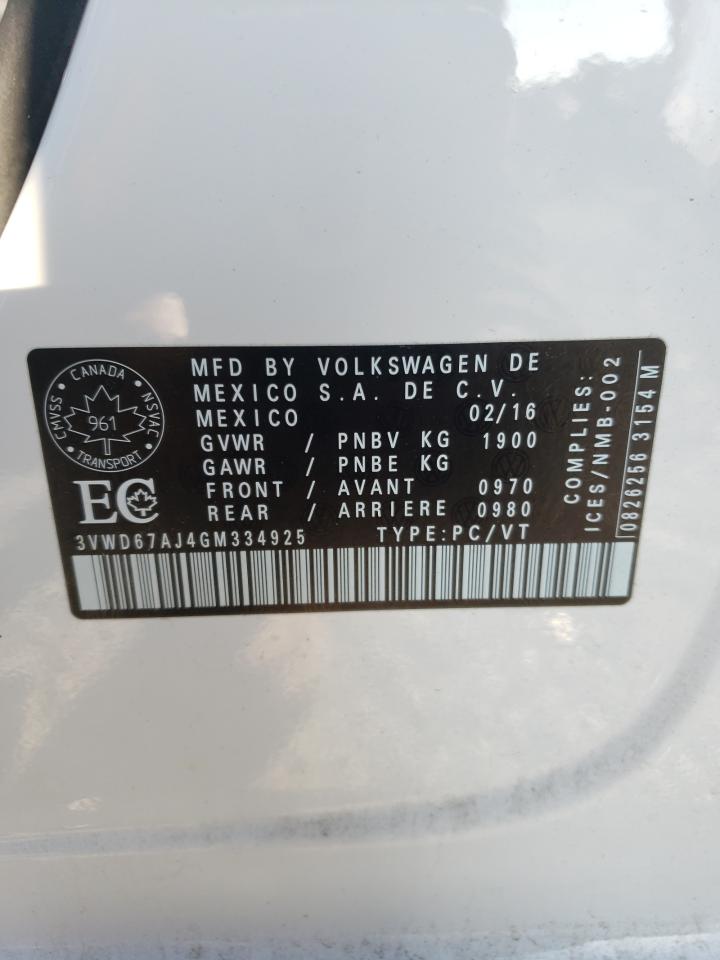 CANADA
CMVSS
NSVAC
961
TRANSPORT
EC
MFD BY VOLKSWAGEN DE
MEXICO S.A. DE C.V.
MEXICO 02/16
GVWR / PNBV KG 1900
GAWR / PNBE KG
FRONT / AVANT 0970
REAR / ARRIERE 0980
3VWD67AJ4GM334925 TYPE:PC/VT
COMPLIES:
ICES/NMB-002
0826256 3154 M